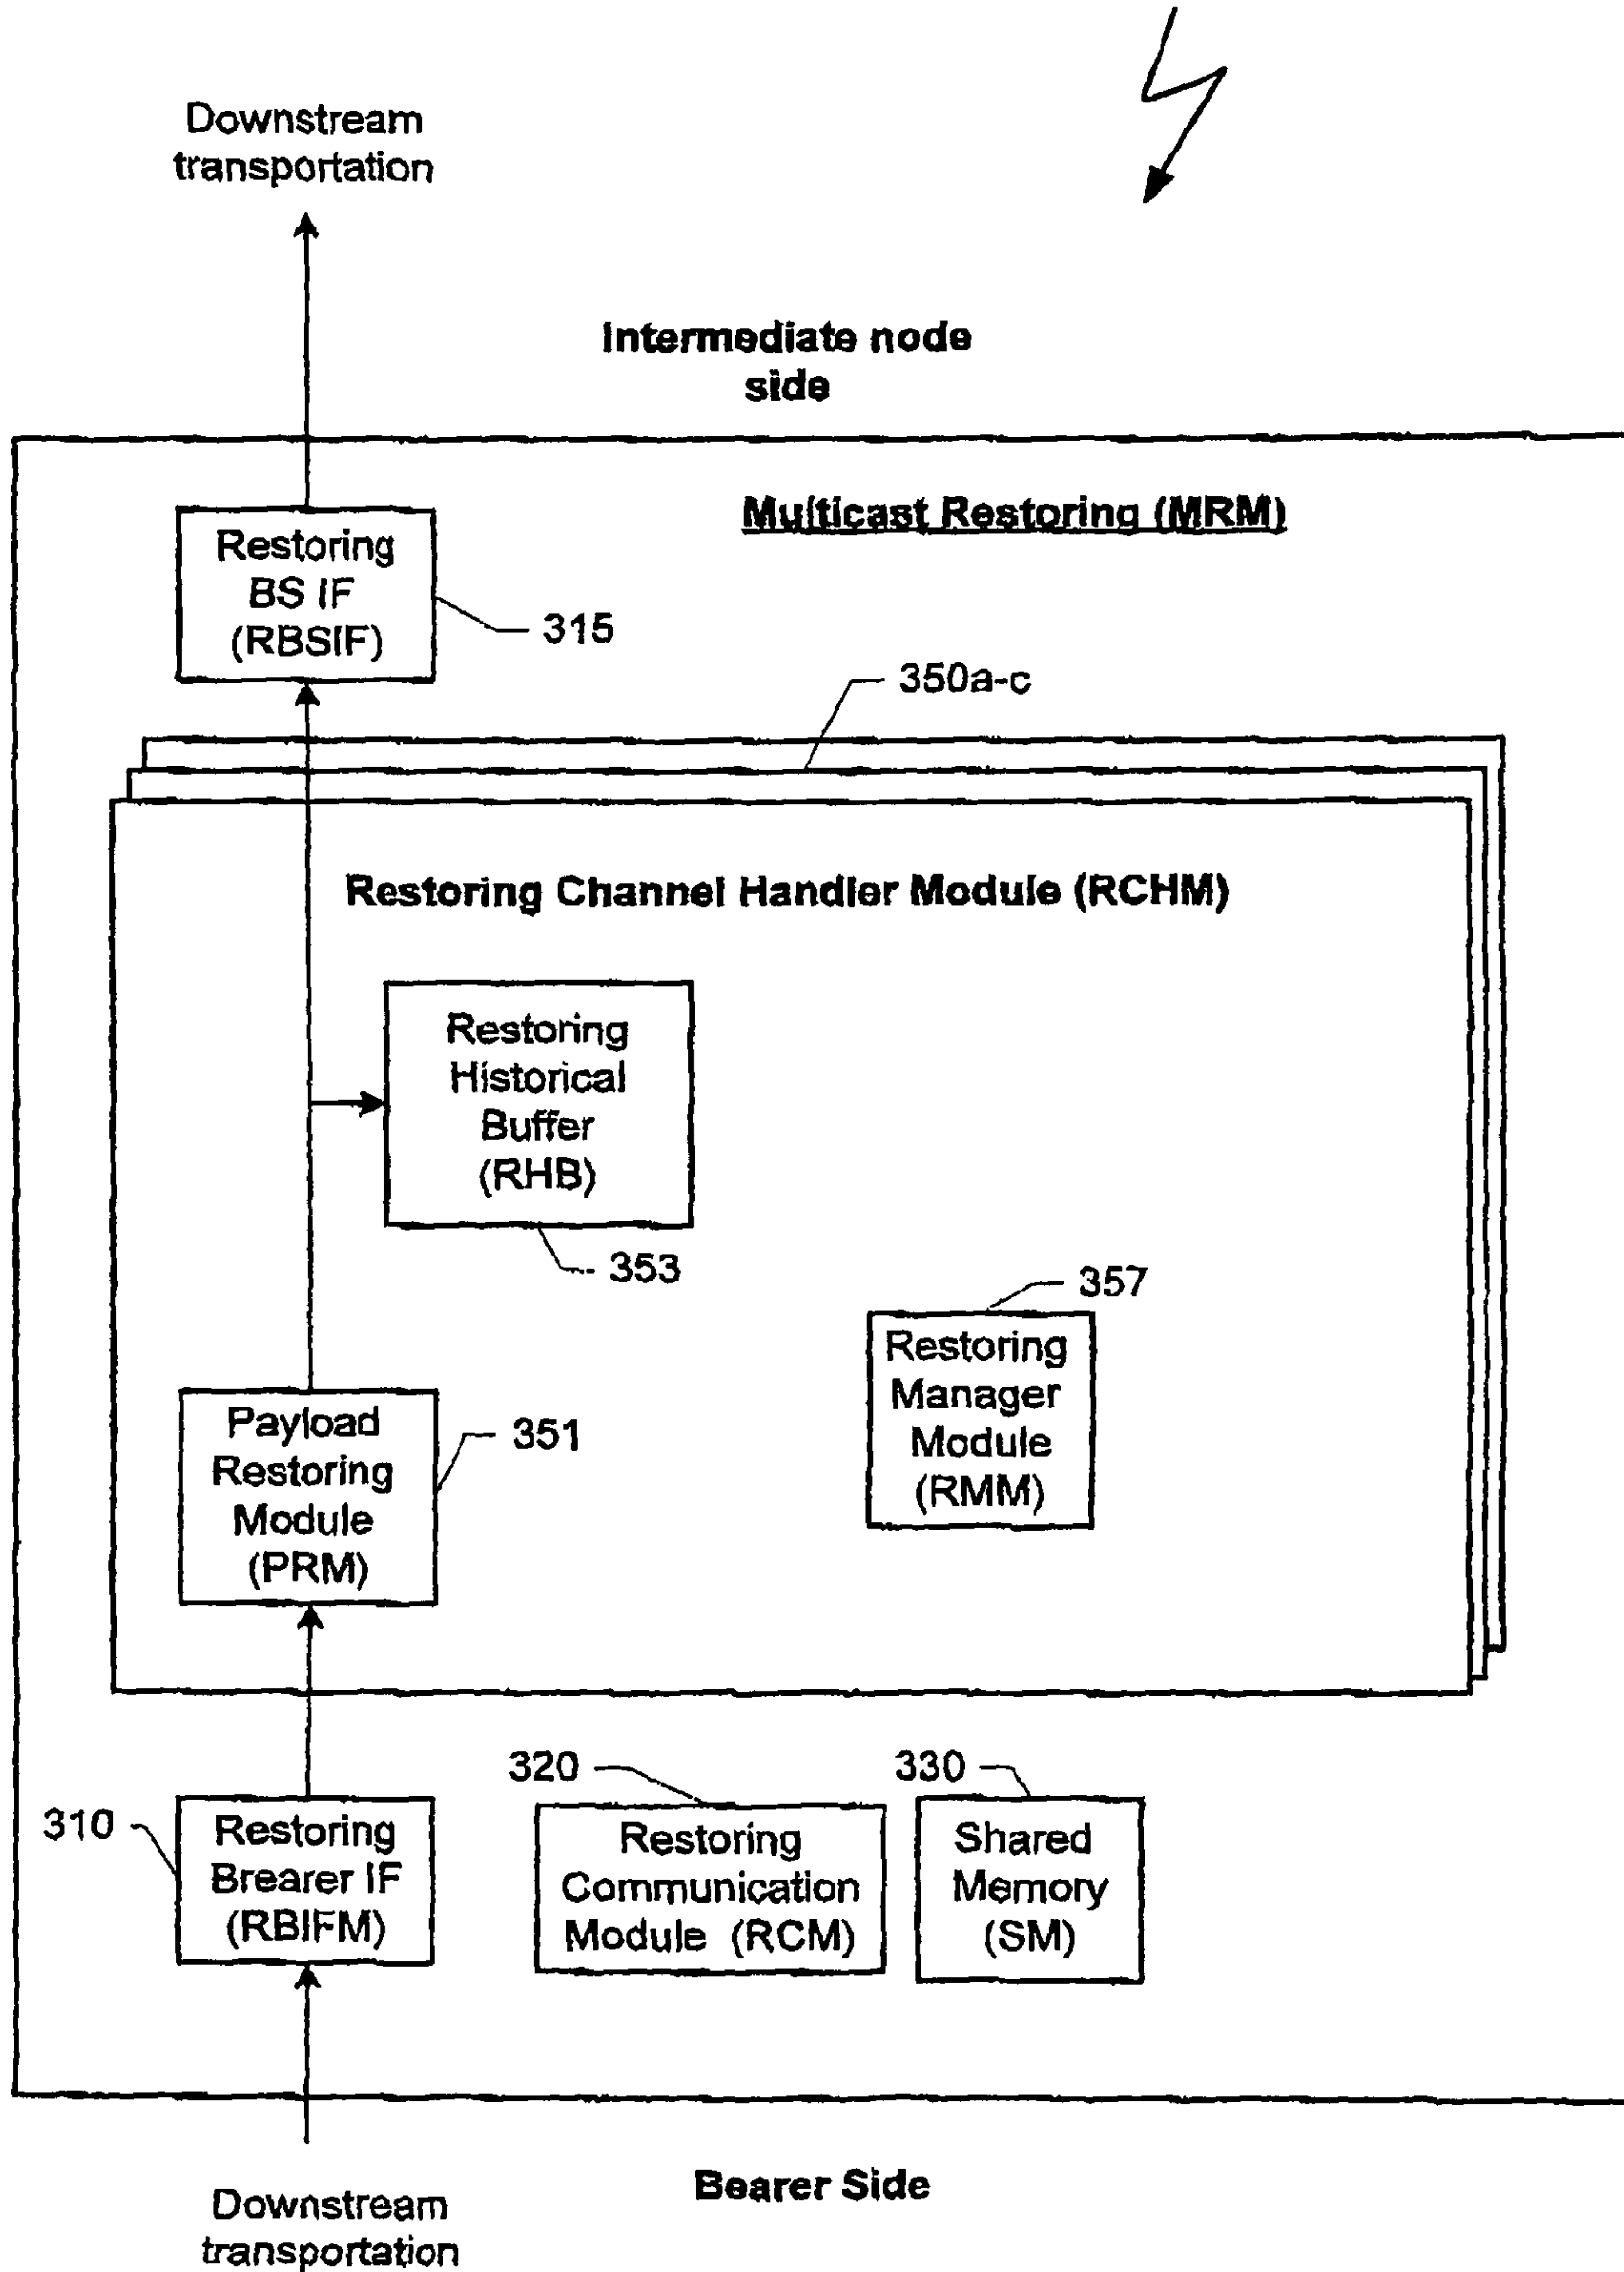 Downstream
transportation
Intermediate node
side
Multicast Restoring (MRM)
Restoring
BS IF
(RBSIF)
315
350a-c
Restoring Channel Handler Module (RCHM)
Restoring
Historical
Buffer
(RHB)
353
357
Restoring
Manager
Module
(RMM)
Payload
Restoring
Module
(PRM)
351
310
Restoring
Brearer IF
(RBIFM)
320
Restoring
Communication
Module (RCM)
330
Shared
Memory
(SM)
Bearer Side
Downstream
transportation